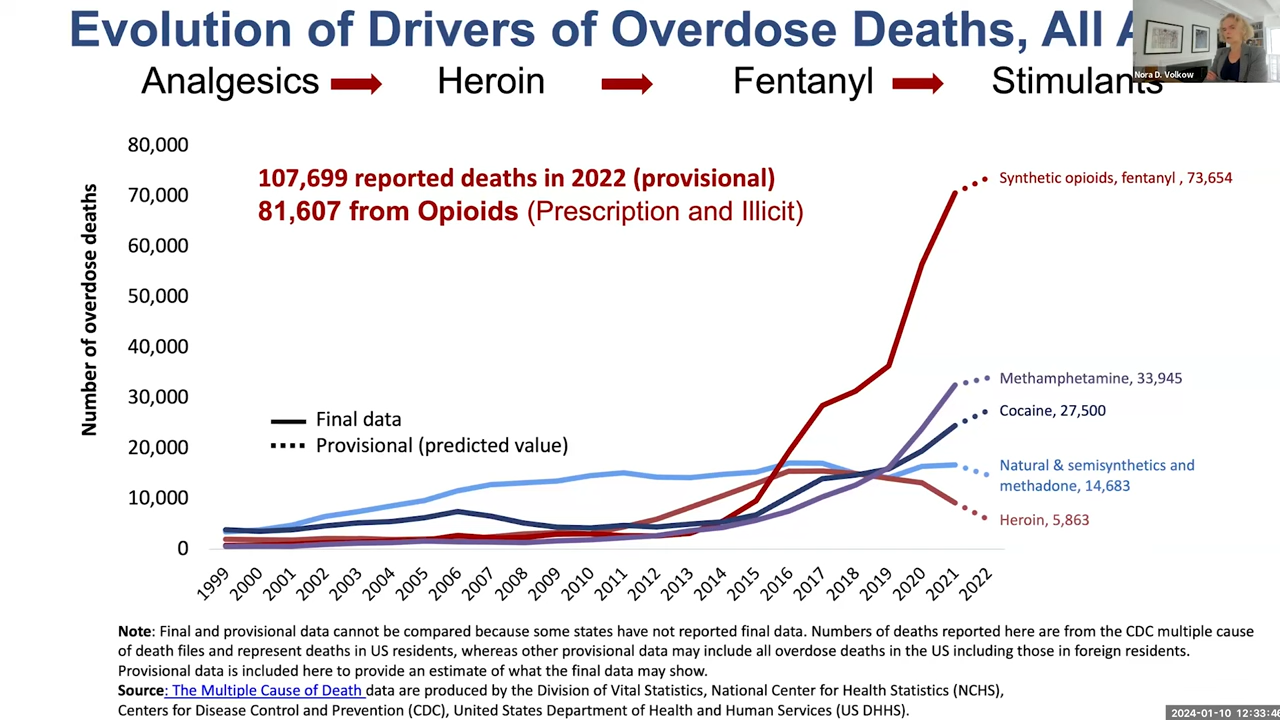 Evolution of Drivers of Overdose Deaths, All A
Nora D. Volkow
Analgesics Heroin Fentanyl Stimulants
80,000
70,000
60,000
50,000
40,000
30,000
20,000
10,000
0
Number of overdose deaths
107,699 reported deaths in 2022 (provisional)
81,607 from Opioids (Prescription and Illicit)
Final data
Provisional (predicted value)
Synthetic opioids, fentanyl , 73,654
Methamphetamine, 33,945
Cocaine, 27,500
Natural & semisynthetics and
methadone, 14,683
Heroin, 5,863
1999 2000 2001 2002 2003 2004 2005 2006 2007 2008 2009 2010 2011 2012 2013 2014 2015 2016 2017 2018 2019 2020 2021 2022
Note: Final and provisional data cannot be compared because some states have not reported final data. Numbers of deaths reported here are from the CDC multiple cause
of death files and represent deaths in US residents, whereas other provisional data may include all overdose deaths in the US including those in foreign residents.
Provisional data is included here to provide an estimate of what the final data may show.
Source: The Multiple Cause of Death data are produced by the Division of Vital Statistics, National Center for Health Statistics (NCHS),
Centers for Disease Control and Prevention (CDC), United States Department of Health and Human Services (US DHHS).
2024-01-10 12:33:46